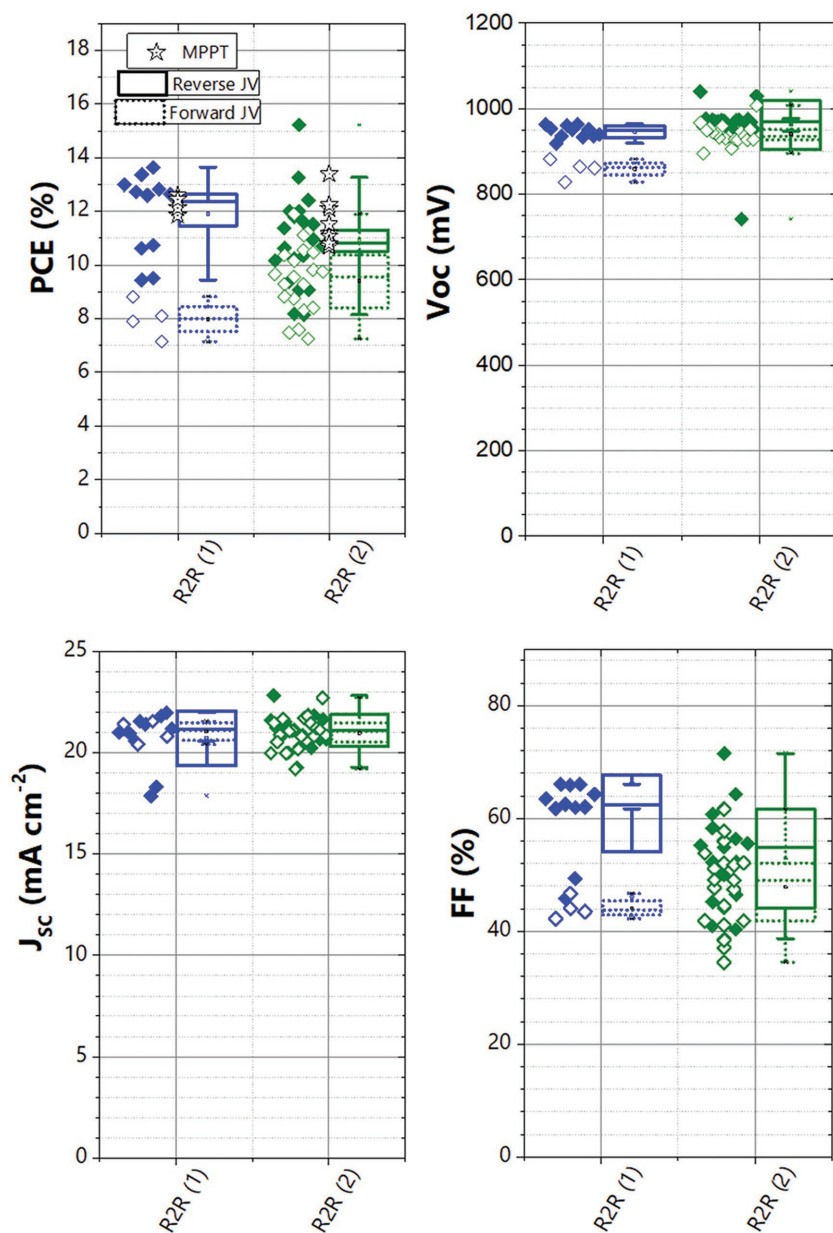 18
16
14
12
10
8
6
4
2
0
PCE (%)
MPPT
Reverse JV
Forward JV
R2R (1)
R2R (2)
1200
1000
800
600
400
200
0
Voc (mV)
R2R (1)
R2R (2)
25
20
15
10
5
0
JSC (mA cm-2)
R2R (1)
R2R (2)
80
60
40
20
0
FF (%)
R2R (1)
R2R (2)